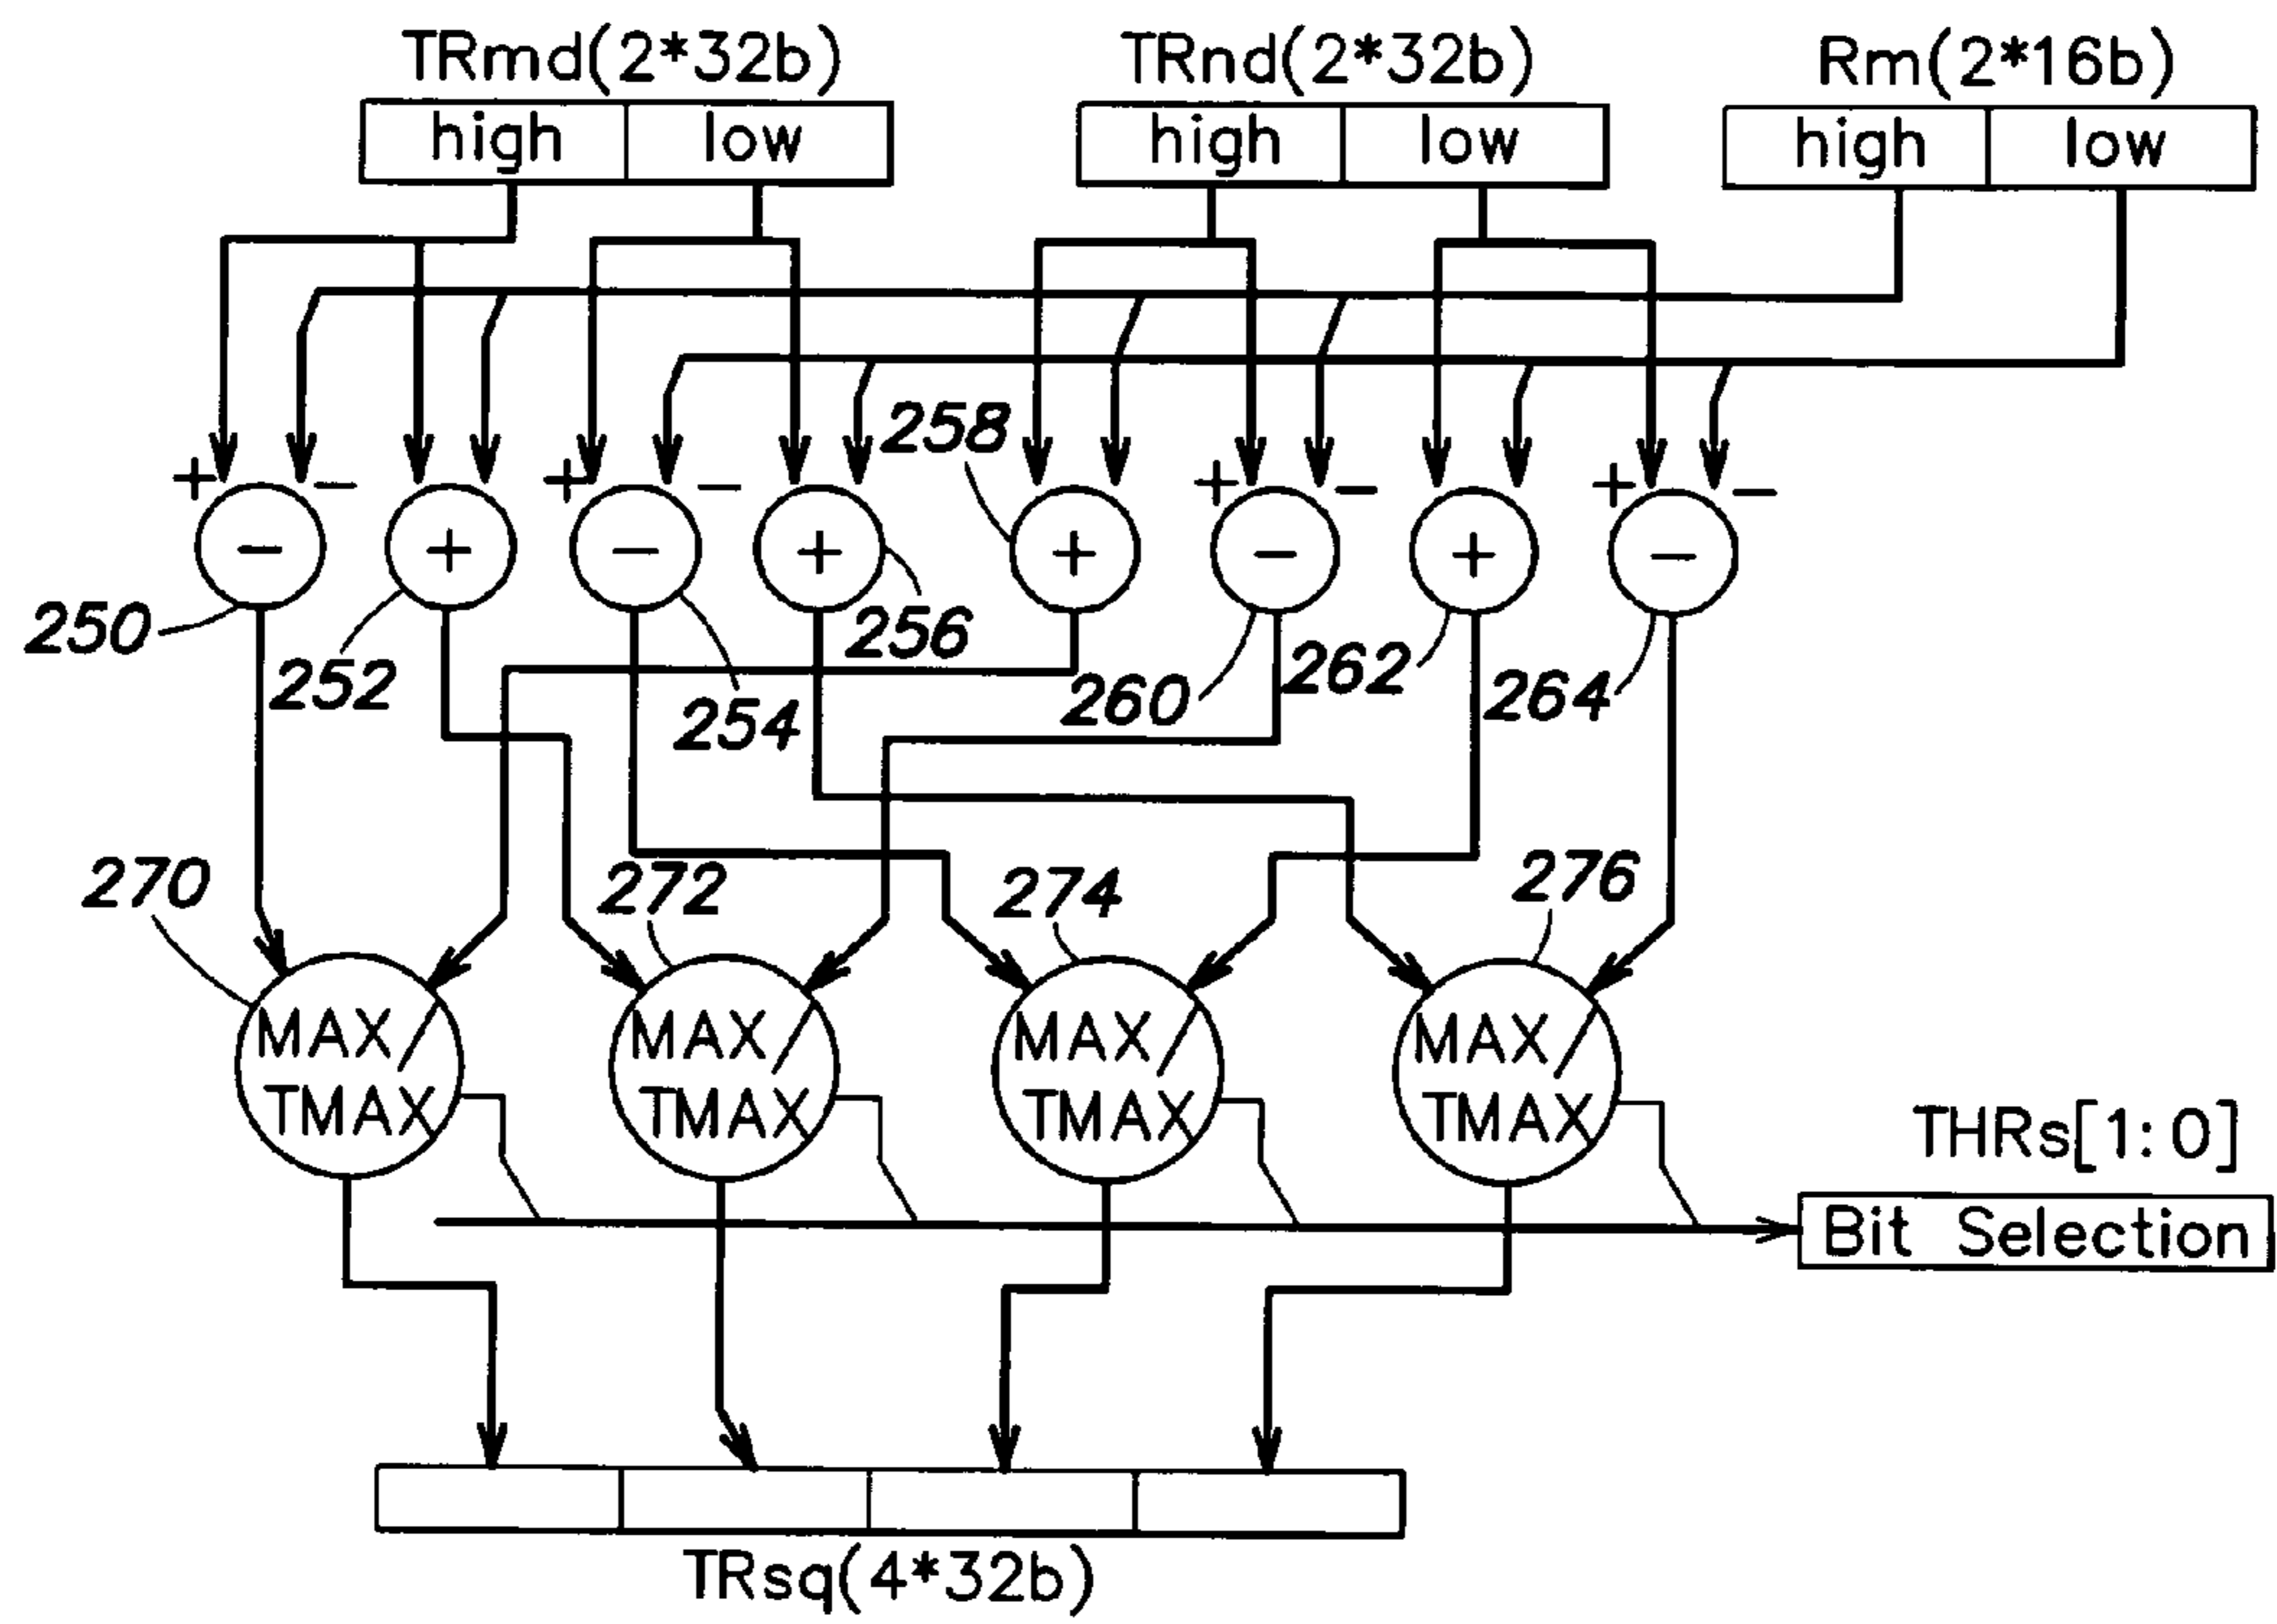 TRmd(2*32b) TRnd(2*32b) Rm(2*16b)
high low high low high low
258
+ − + − + − + −
− + − + + − + −
250 252 254 256 260 262 264
270 272 274 276
MAX/ MAX/ MAX/ MAX/
TMAX TMAX TMAX TMAX
THRs[1:0]
Bit Selection
TRsq(4*32b)